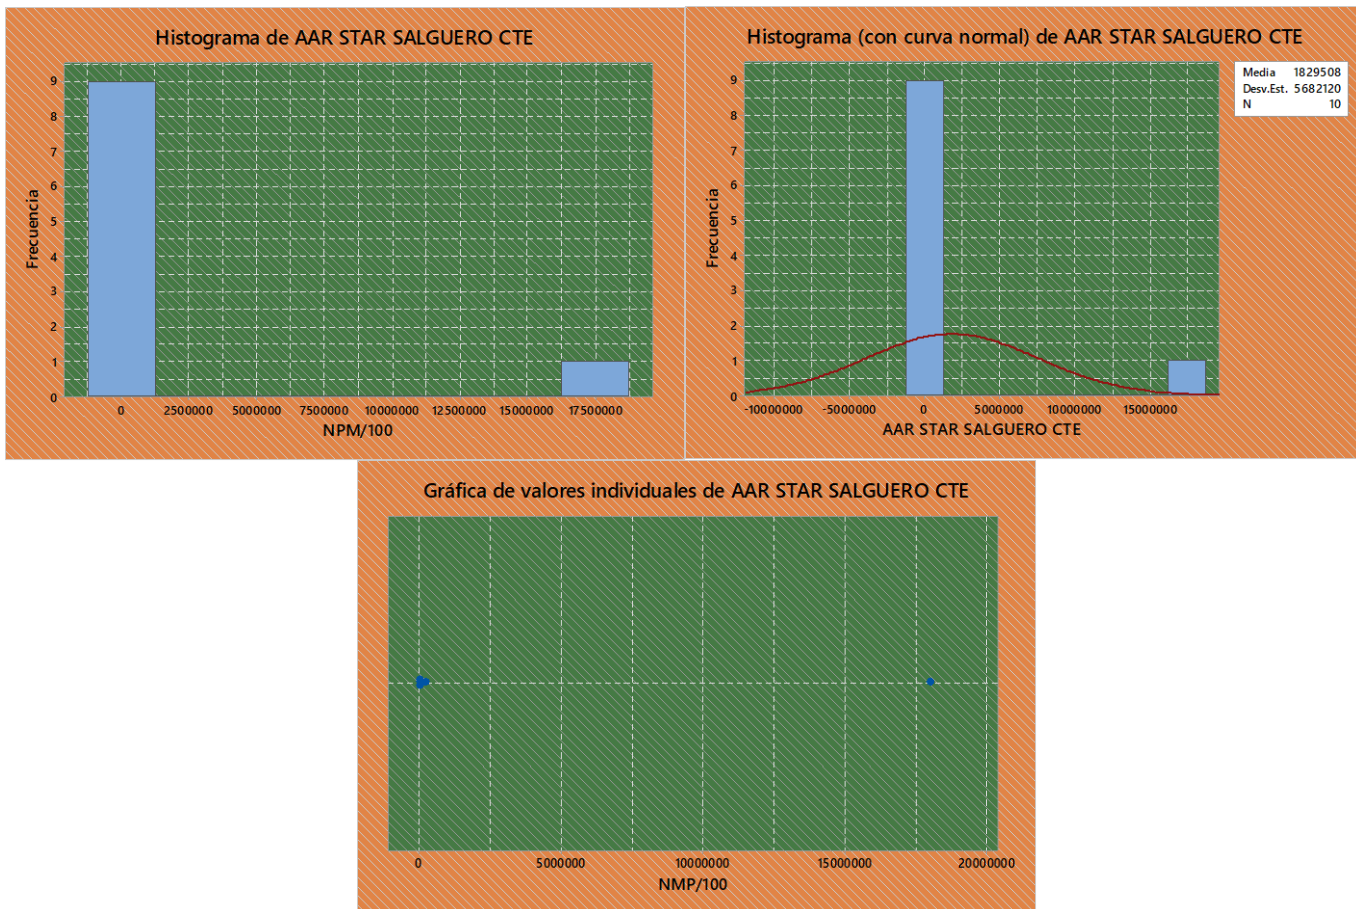 Histograma de AAR STAR SALGUERO CTE
9
8
7
6
5
4
3
2
1
0
Frecuencia
0 2500000 5000000 7500000 10000000 12500000 15000000 17500000
NPM/100
Histograma (con curva normal) de AAR STAR SALGUERO CTE
Media 1829508
Desv.Est. 5682120
N 10
9
8
7
6
5
4
3
2
1
0
Frecuencia
-10000000 -5000000 0 5000000 10000000 15000000
AAR STAR SALGUERO CTE
Gráfica de valores individuales de AAR STAR SALGUERO CTE
0 5000000 10000000 15000000 20000000
NMP/100